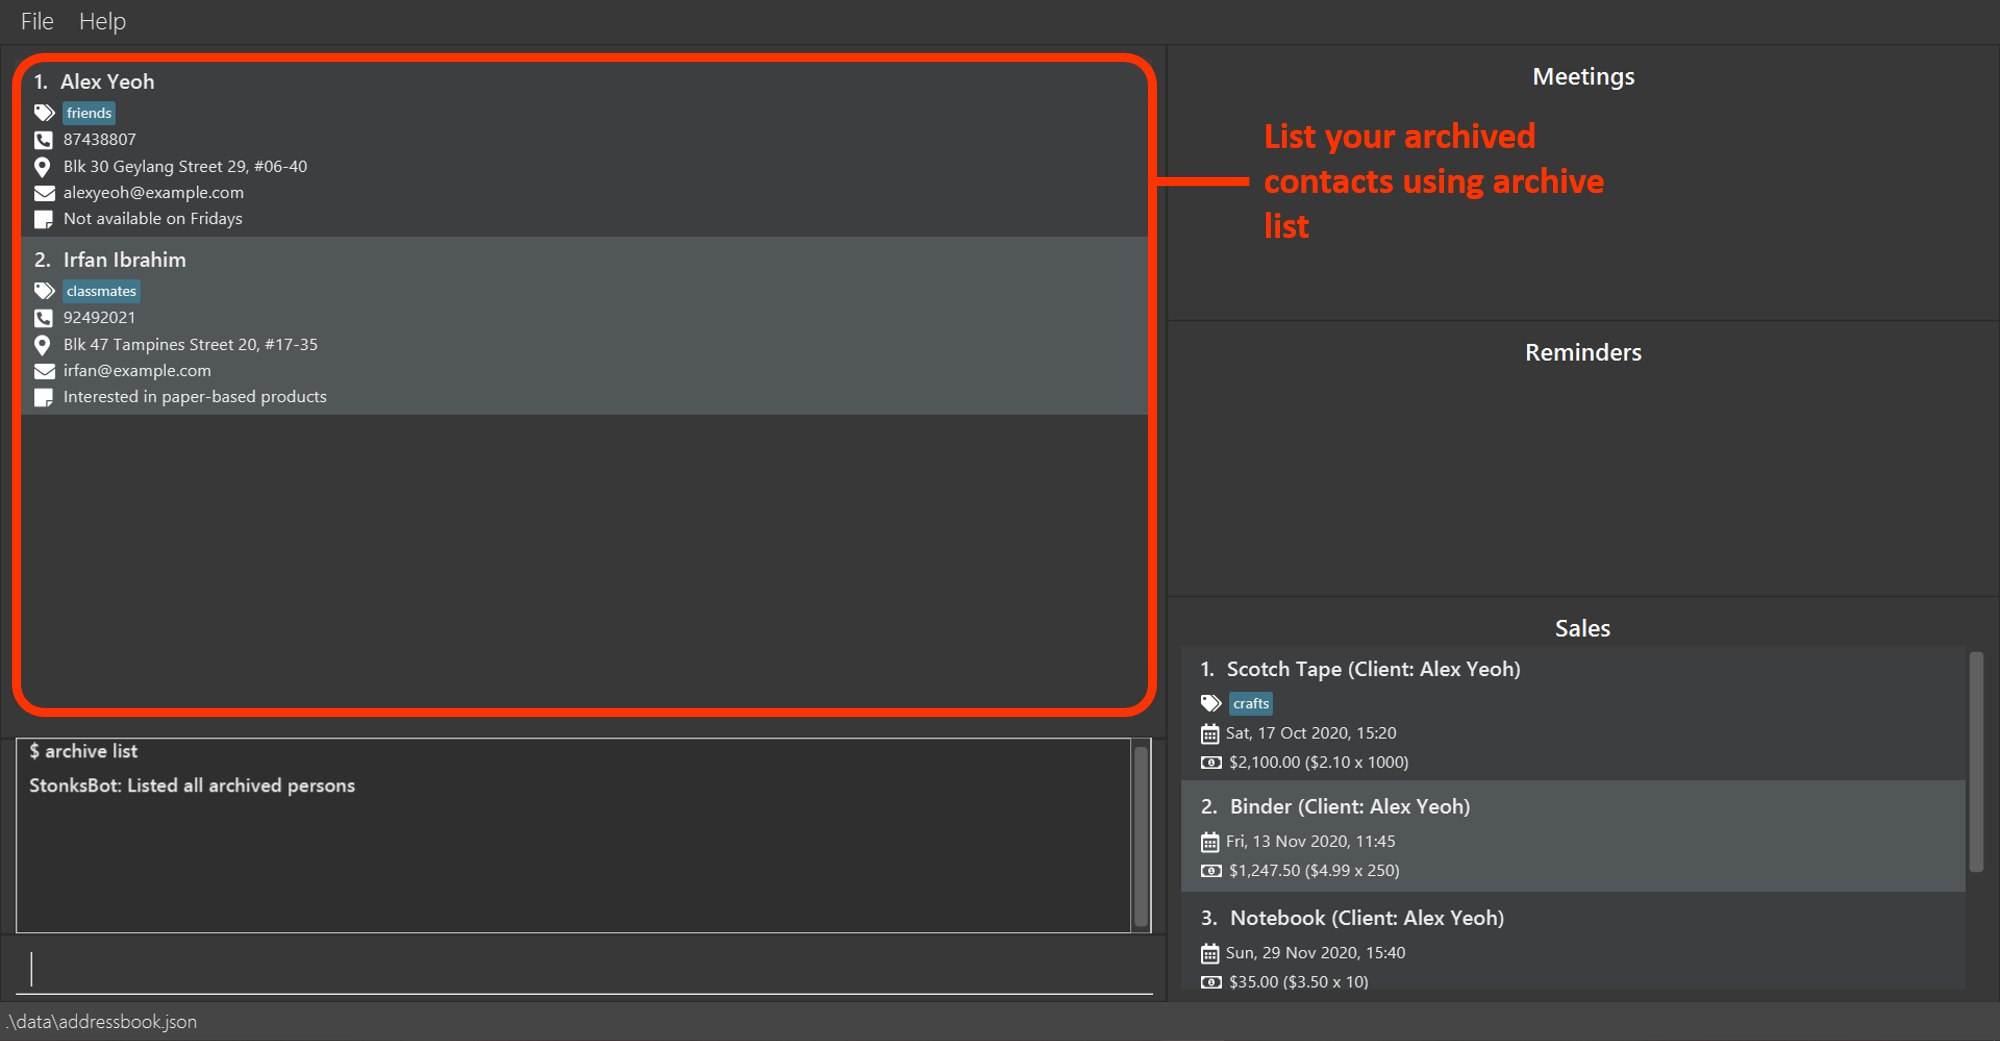 File Help
1. Alex Yeoh
friends
87438807
Blk 30 Geylang Street 29, #06-40
alexyeoh@example.com
Not available on Fridays
2. Irfan Ibrahim
classmates
92492021
Blk 47 Tampines Street 20, #17-35
irfan@example.com
Interested in paper-based products
$ archive list
StonksBot: Listed all archived persons
Meetings
List your archived
contacts using archive
list
Reminders
Sales
1. Scotch Tape (Client: Alex Yeoh)
crafts
Sat, 17 Oct 2020, 15:20
$2,100.00 ($2.10 x 1000)
2. Binder (Client: Alex Yeoh)
Fri, 13 Nov 2020, 11:45
$1,247.50 ($4.99 x 250)
3. Notebook (Client: Alex Yeoh)
Sun, 29 Nov 2020, 15:40
$35.00 ($3.50 x 10)
.\data\addressbook.json